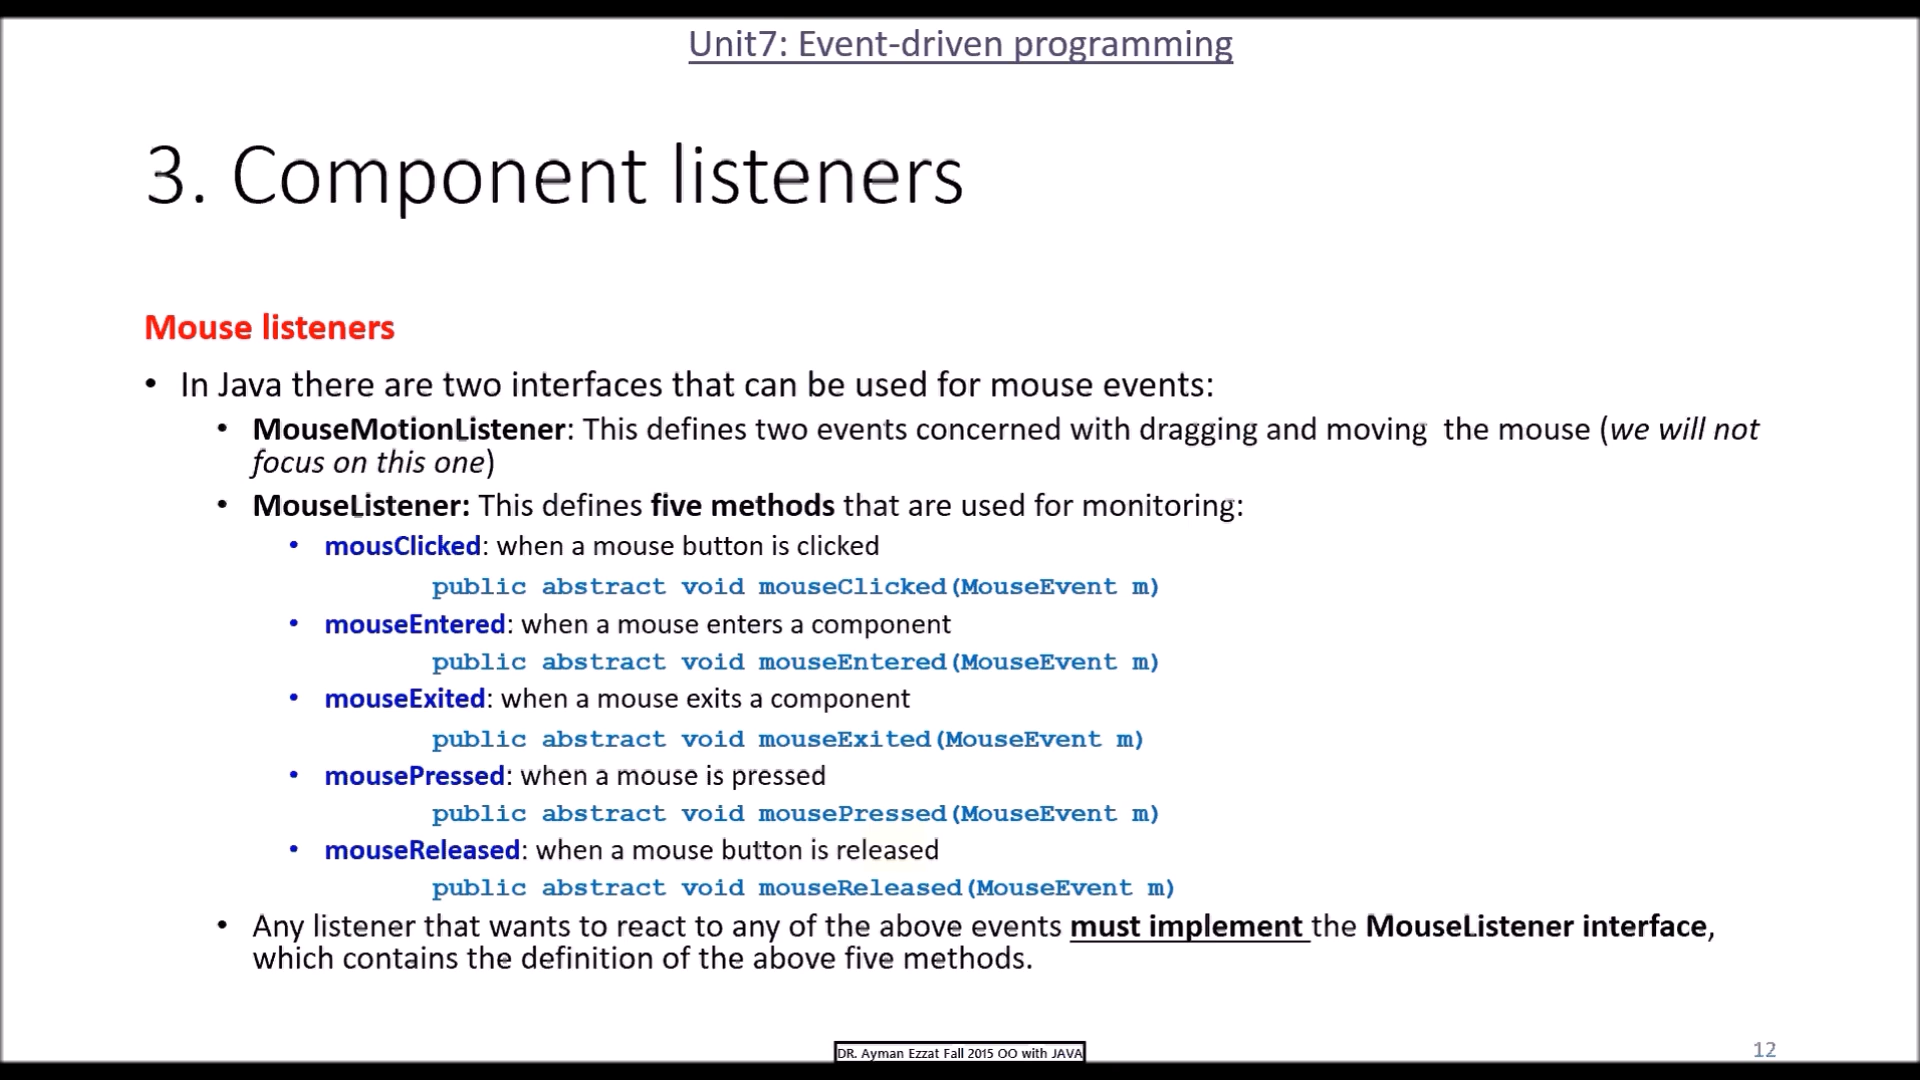 Unit7: Event-driven programming
3. Component listeners
Mouse listeners
• In Java there are two interfaces that can be used for mouse events:
• MouseMotionListener: This defines two events concerned with dragging and moving the mouse (we will not
focus on this one)
• MouseListener: This defines five methods that are used for monitoring:
• mousClicked: when a mouse button is clicked
public abstract void mouseClicked(MouseEvent m)
• mouseEntered: when a mouse enters a component
public abstract void mouseEntered(MouseEvent m)
• mouseExited: when a mouse exits a component
public abstract void mouseExited(MouseEvent m)
• mousePressed: when a mouse is pressed
public abstract void mousePressed(MouseEvent m)
• mouseReleased: when a mouse button is released
public abstract void mouseReleased(MouseEvent m)
• Any listener that wants to react to any of the above events must implement the MouseListener interface,
which contains the definition of the above five methods.
DR. Ayman Ezzat Fall 2015 OO with JAVA
12